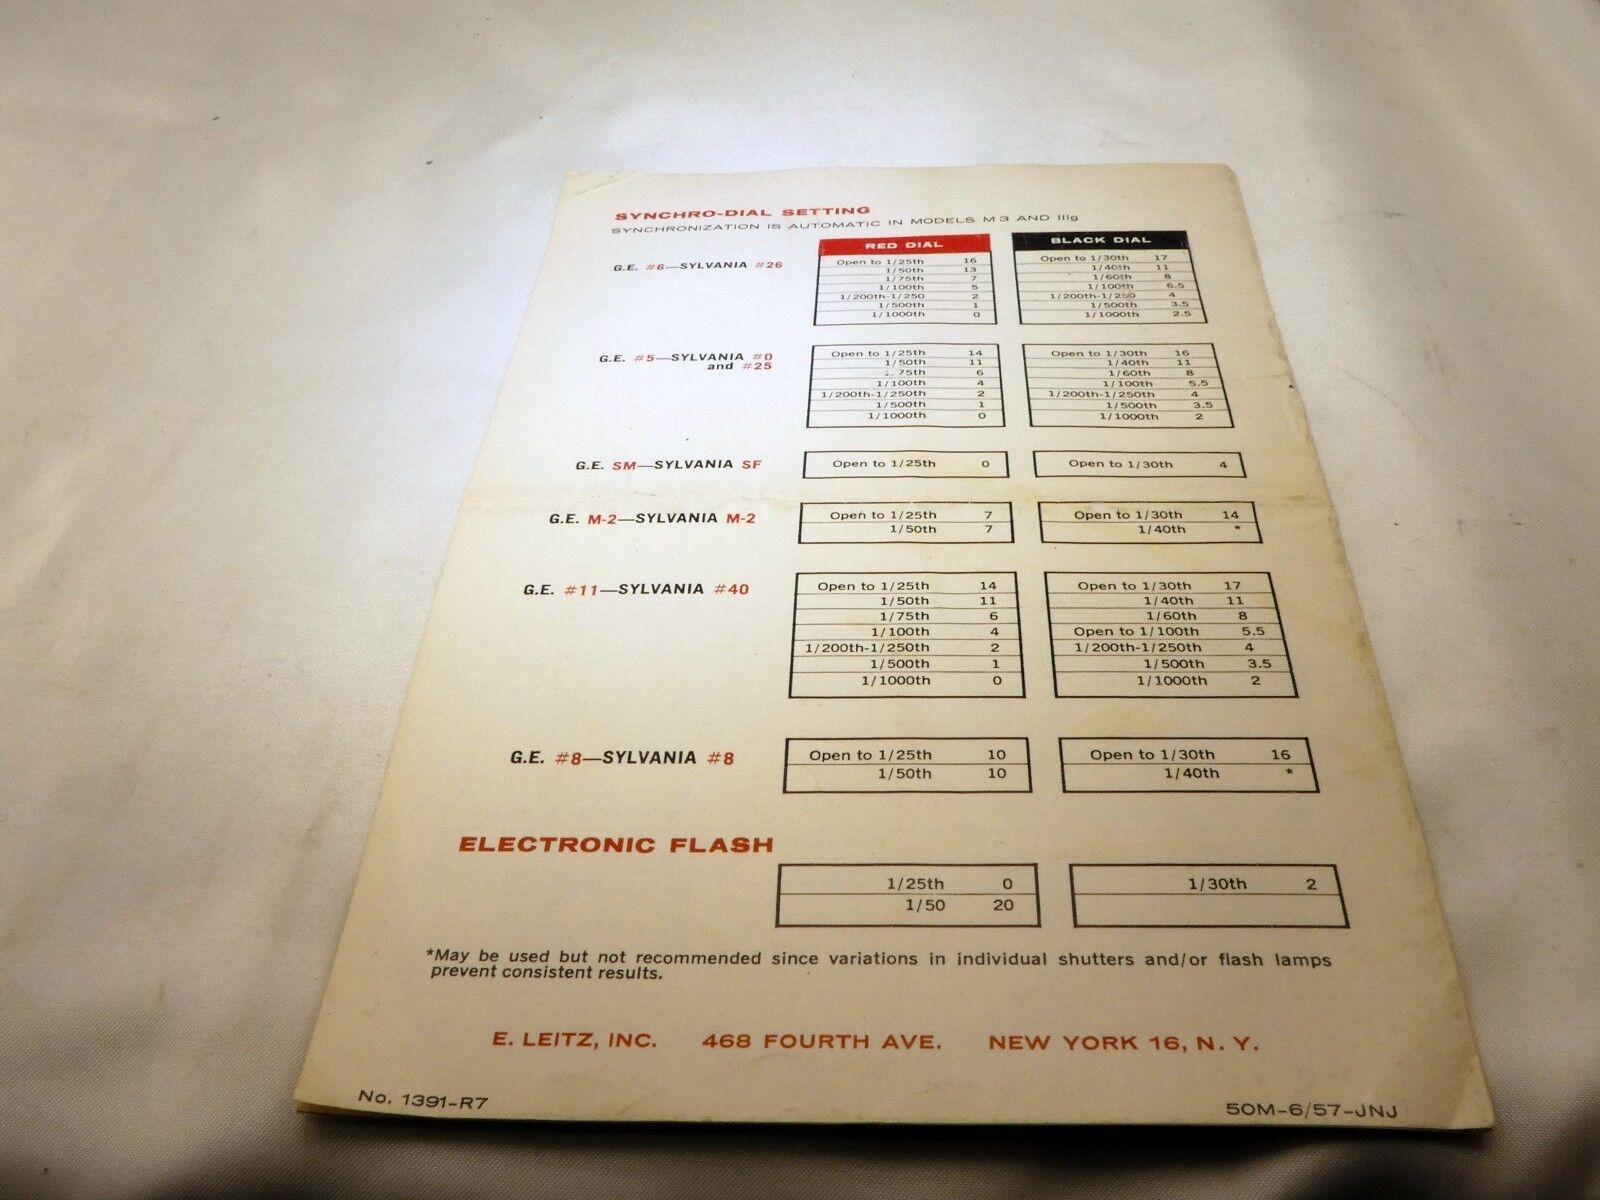 SYNCHRO-DIAL SETTING
SYNCHRONIZATION IS AUTOMATIC IN MODELS M3 AND IIIg
RED DIAL BLACK DIAL
G.E. #6—SYLVANIA #26
Open to 1/25th 16 Open to 1/30th 17
1/50th 13 1/40th 11
1/75th 7 1/60th 8
1/100th 5 1/100th 6.5
1/200th-1/250 2 1/200th-1/250 4
1/500th 1 1/500th 3.5
1/1000th 0 1/1000th 2.5
G.E. #5—SYLVANIA #0
and #25
Open to 1/25th 14 Open to 1/30th 16
1/50th 11 1/40th 11
75th 6 1/60th 8
1/100th 4 1/100th 5.5
1/200th-1/250th 2 1/200th-1/250th 4
1/500th 1 1/500th 3.5
1/1000th 0 1/1000th 2
G.E. SM—SYLVANIA SF Open to 1/25th 0 Open to 1/30th 4
G.E. M-2—SYLVANIA M-2 Open to 1/25th 7 Open to 1/30th 14
1/50th 7 1/40th *
G.E. #11—SYLVANIA #40 Open to 1/25th 14 Open to 1/30th 17
1/50th 11 1/40th 11
1/75th 6 1/60th 8
1/100th 4 Open to 1/100th 5.5
1/200th-1/250th 2 1/200th-1/250th 4
1/500th 1 1/500th 3.5
1/1000th 0 1/1000th 2
G.E. #8—SYLVANIA #8 Open to 1/25th 10 Open to 1/30th 16
1/50th 10 1/40th *
ELECTRONIC FLASH
1/25th 0 1/30th 2
1/50 20
*May be used but not recommended since variations in individual shutters and/or flash lamps
prevent consistent results.
E. LEITZ, INC. 468 FOURTH AVE. NEW YORK 16, N. Y.
No. 1391-R7 50M-6/57-JNJ